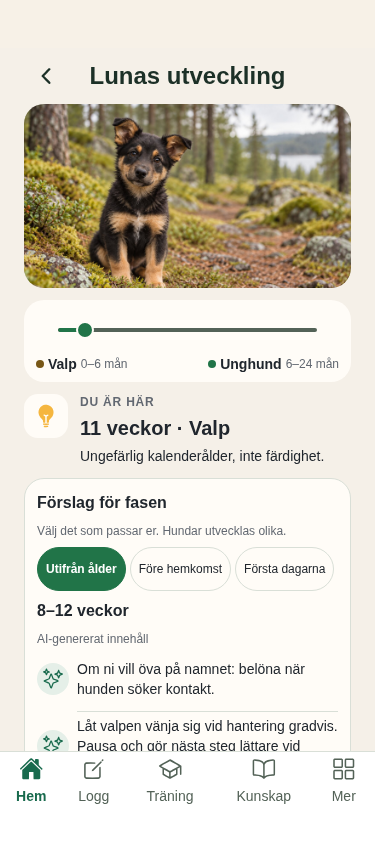 Lunas utveckling
Valp 0–6 mån
Unghund 6–24 mån
DU ÄR HÄR
11 veckor · Valp
Ungefärlig kalenderålder, inte färdighet.
Förslag för fasen
Välj det som passar er. Hundar utvecklas olika.
Utifrån ålder
Före hemkomst
Första dagarna
8–12 veckor
AI-genererat innehåll
Om ni vill öva på namnet: belöna när
hunden söker kontakt.
Låt valpen vänja sig vid hantering gradvis.
Pausa och gör nästa steg lättare vid
Hem
Logg
Träning
Kunskap
Mer